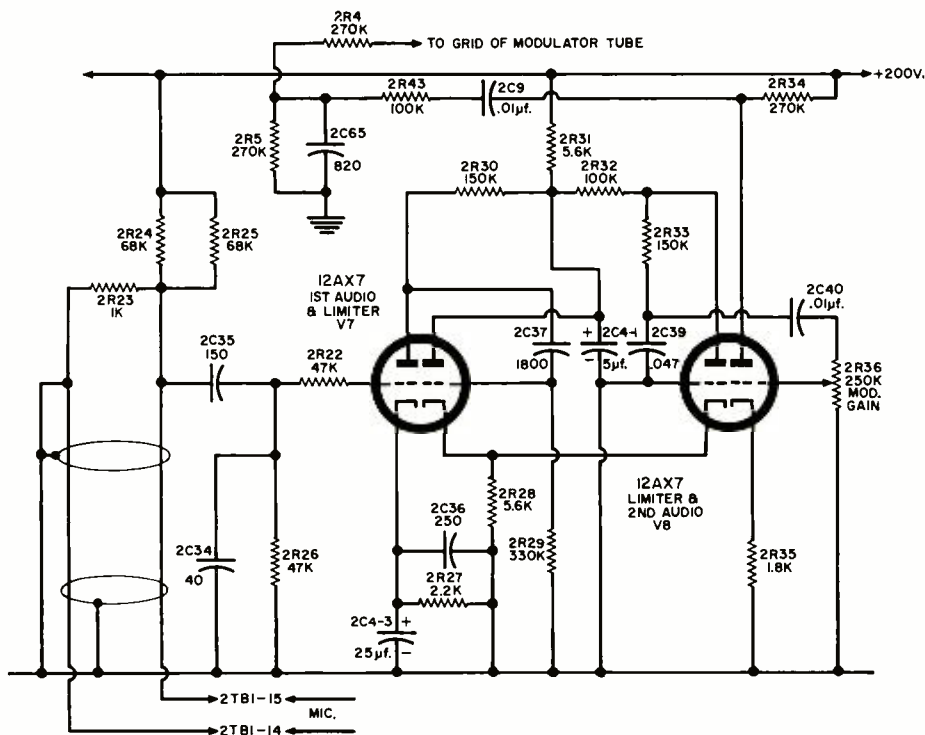 2R4
270K
TO GRID OF MODULATOR TUBE
+200V.
2R43
100K
2C9
.01µf.
2R34
270K
2R5
270K
2C65
820
2R31
5.6K
2R30
150K
2R32
100K
2R33
150K
2R24
68K
2R25
68K
2R23
1K
12AX7
1ST AUDIO
& LIMITER
V7
2C40
.01µf.
2C35
150
2R22
47K
2C37
1800
+
2C4-1
-
5µf.
2C39
.047
2R36
250K
MOD.
GAIN
12AX7
LIMITER &
2ND AUDIO
V8
2R28
5.6K
2C36
250
2C34
40
2R26
47K
2R29
330K
2R27
2.2K
2R35
1.8K
2C4-3 +
25µf. -
2TB1-15
MIC.
2TB1-14